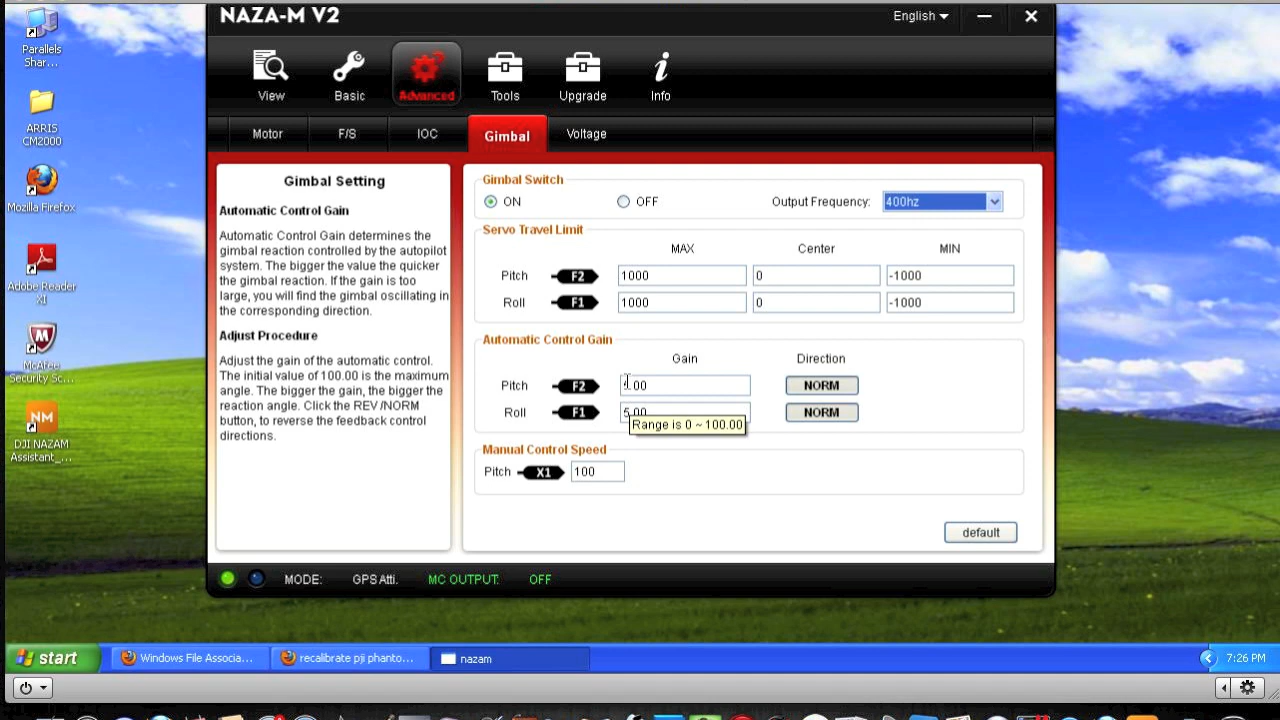 NAZA-M V2
English
Parallels
Shar...
ARRIS
CM2000
Mozilla Firefox
Adobe Reader
XI
McAfee
Security Sc...
NM
DJI NAZAM
Assistant_...
View
Basic
Advanced
Tools
Upgrade
Info
Motor
F/S
IOC
Gimbal
Voltage
Gimbal Setting
Automatic Control Gain
Automatic Control Gain determines the
gimbal reaction controlled by the autopilot
system. The bigger the value the quicker
the gimbal reaction. If the gain is too
large, you will find the gimbal oscillating in
the corresponding direction.
Adjust Procedure
Adjust the gain of the automatic control.
The initial value of 100.00 is the maximum
angle. The bigger the gain, the bigger the
reaction angle. Click the REV /NORM
button, to reverse the feedback control
directions.
Gimbal Switch
ON OFF Output Frequency: 400hz
Servo Travel Limit
MAX Center MIN
Pitch F2 1000 0 -1000
Roll F1 1000 0 -1000
Automatic Control Gain
Gain Direction
Pitch F2 NORM
Roll F1 5.00 NORM
Range is 0 ~ 100.00
Manual Control Speed
Pitch X1 100
default
MODE: GPS Atti. MC OUTPUT: OFF
start
Windows File Associa...
recalibrate pji phanto...
nazam
7:26 PM